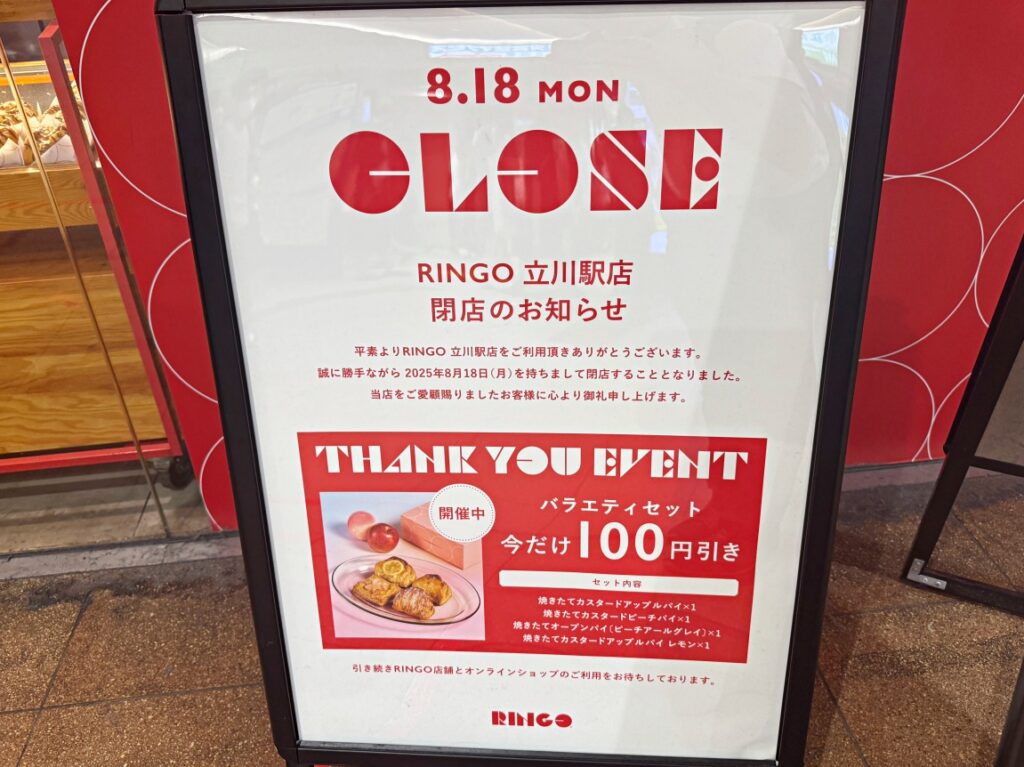 8.18 MON
CLOSE
RINGO 立川駅店
閉店のお知らせ
平素よりRINGO 立川駅店をご利用頂きありがとうございます。
誠に勝手ながら 2025年8月18日(月)を持ちまして閉店することとなりました。
当店をご愛顧賜りましたお客様に心より御礼申し上げます。
THANK YOU EVENT
開催中
バラエティセット
今だけ100円引き
セット内容
焼きたてカスタードアップルパイ×1
焼きたてカスタードピーチパイ×1
焼きたてオープンパイ(ピーチアールグレイ)×1
焼きたてカスタードアップルパイ レモン×1
引き続きRINGO店舗とオンラインショップのご利用をお待ちしております。
RINGO